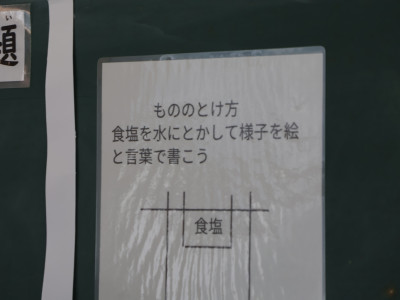 題
もののとけ方
食塩を水にとかして様子を絵
と言葉で書こう
食塩